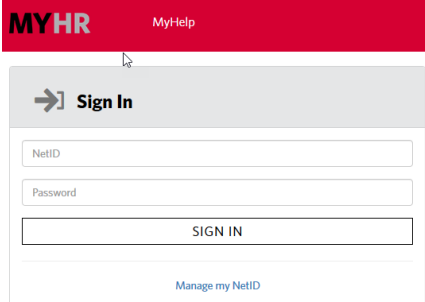 MYHR MyHelp
Sign In
NetID
Password
SIGN IN
Manage my NetID